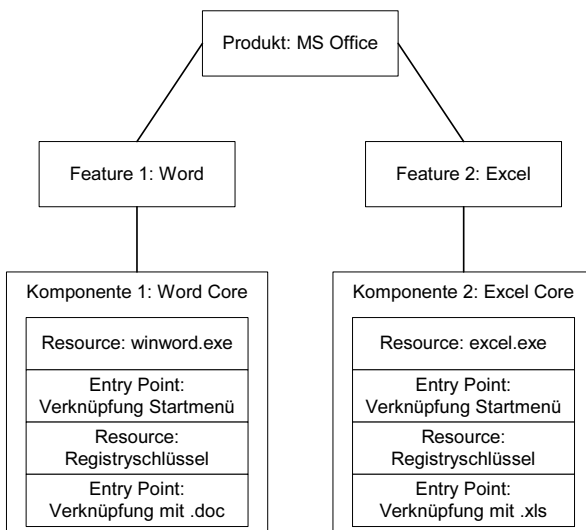 Produkt: MS Office
Feature 1: Word
Feature 2: Excel
Komponente 1: Word Core
Resource: winword.exe
Entry Point:
Verknüpfung Startmenü
Resource:
Registryschlüssel
Entry Point:
Verknüpfung mit .doc
Komponente 2: Excel Core
Resource: excel.exe
Entry Point:
Verknüpfung Startmenü
Resource:
Registryschlüssel
Entry Point:
Verknüpfung mit .xls